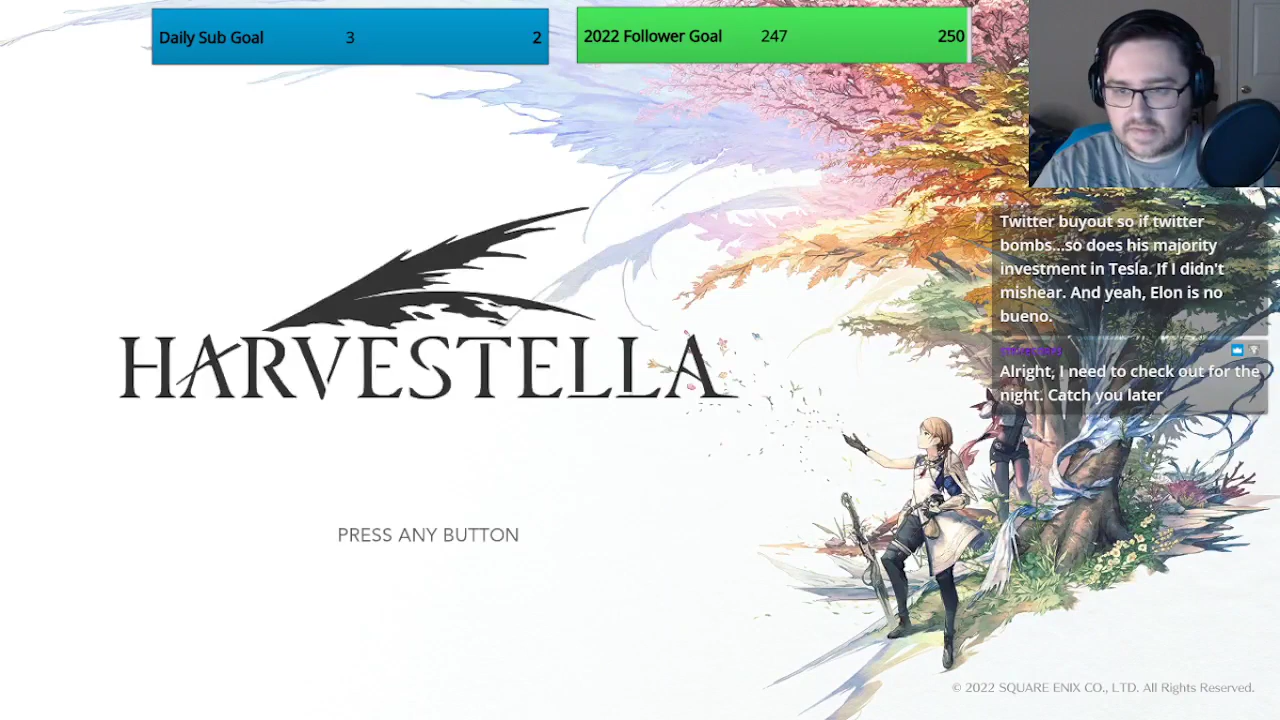 Daily Sub Goal 3 2
2022 Follower Goal 247 250
Twitter buyout so if twitter
bombs...so does his majority
investment in Tesla. If I didn't
mishear. And yeah, Elon is no
bueno.
Alright, I need to check out for the
night. Catch you later
HARVESTELLA
PRESS ANY BUTTON
© 2022 SQUARE ENIX CO., LTD. All Rights Reserved.